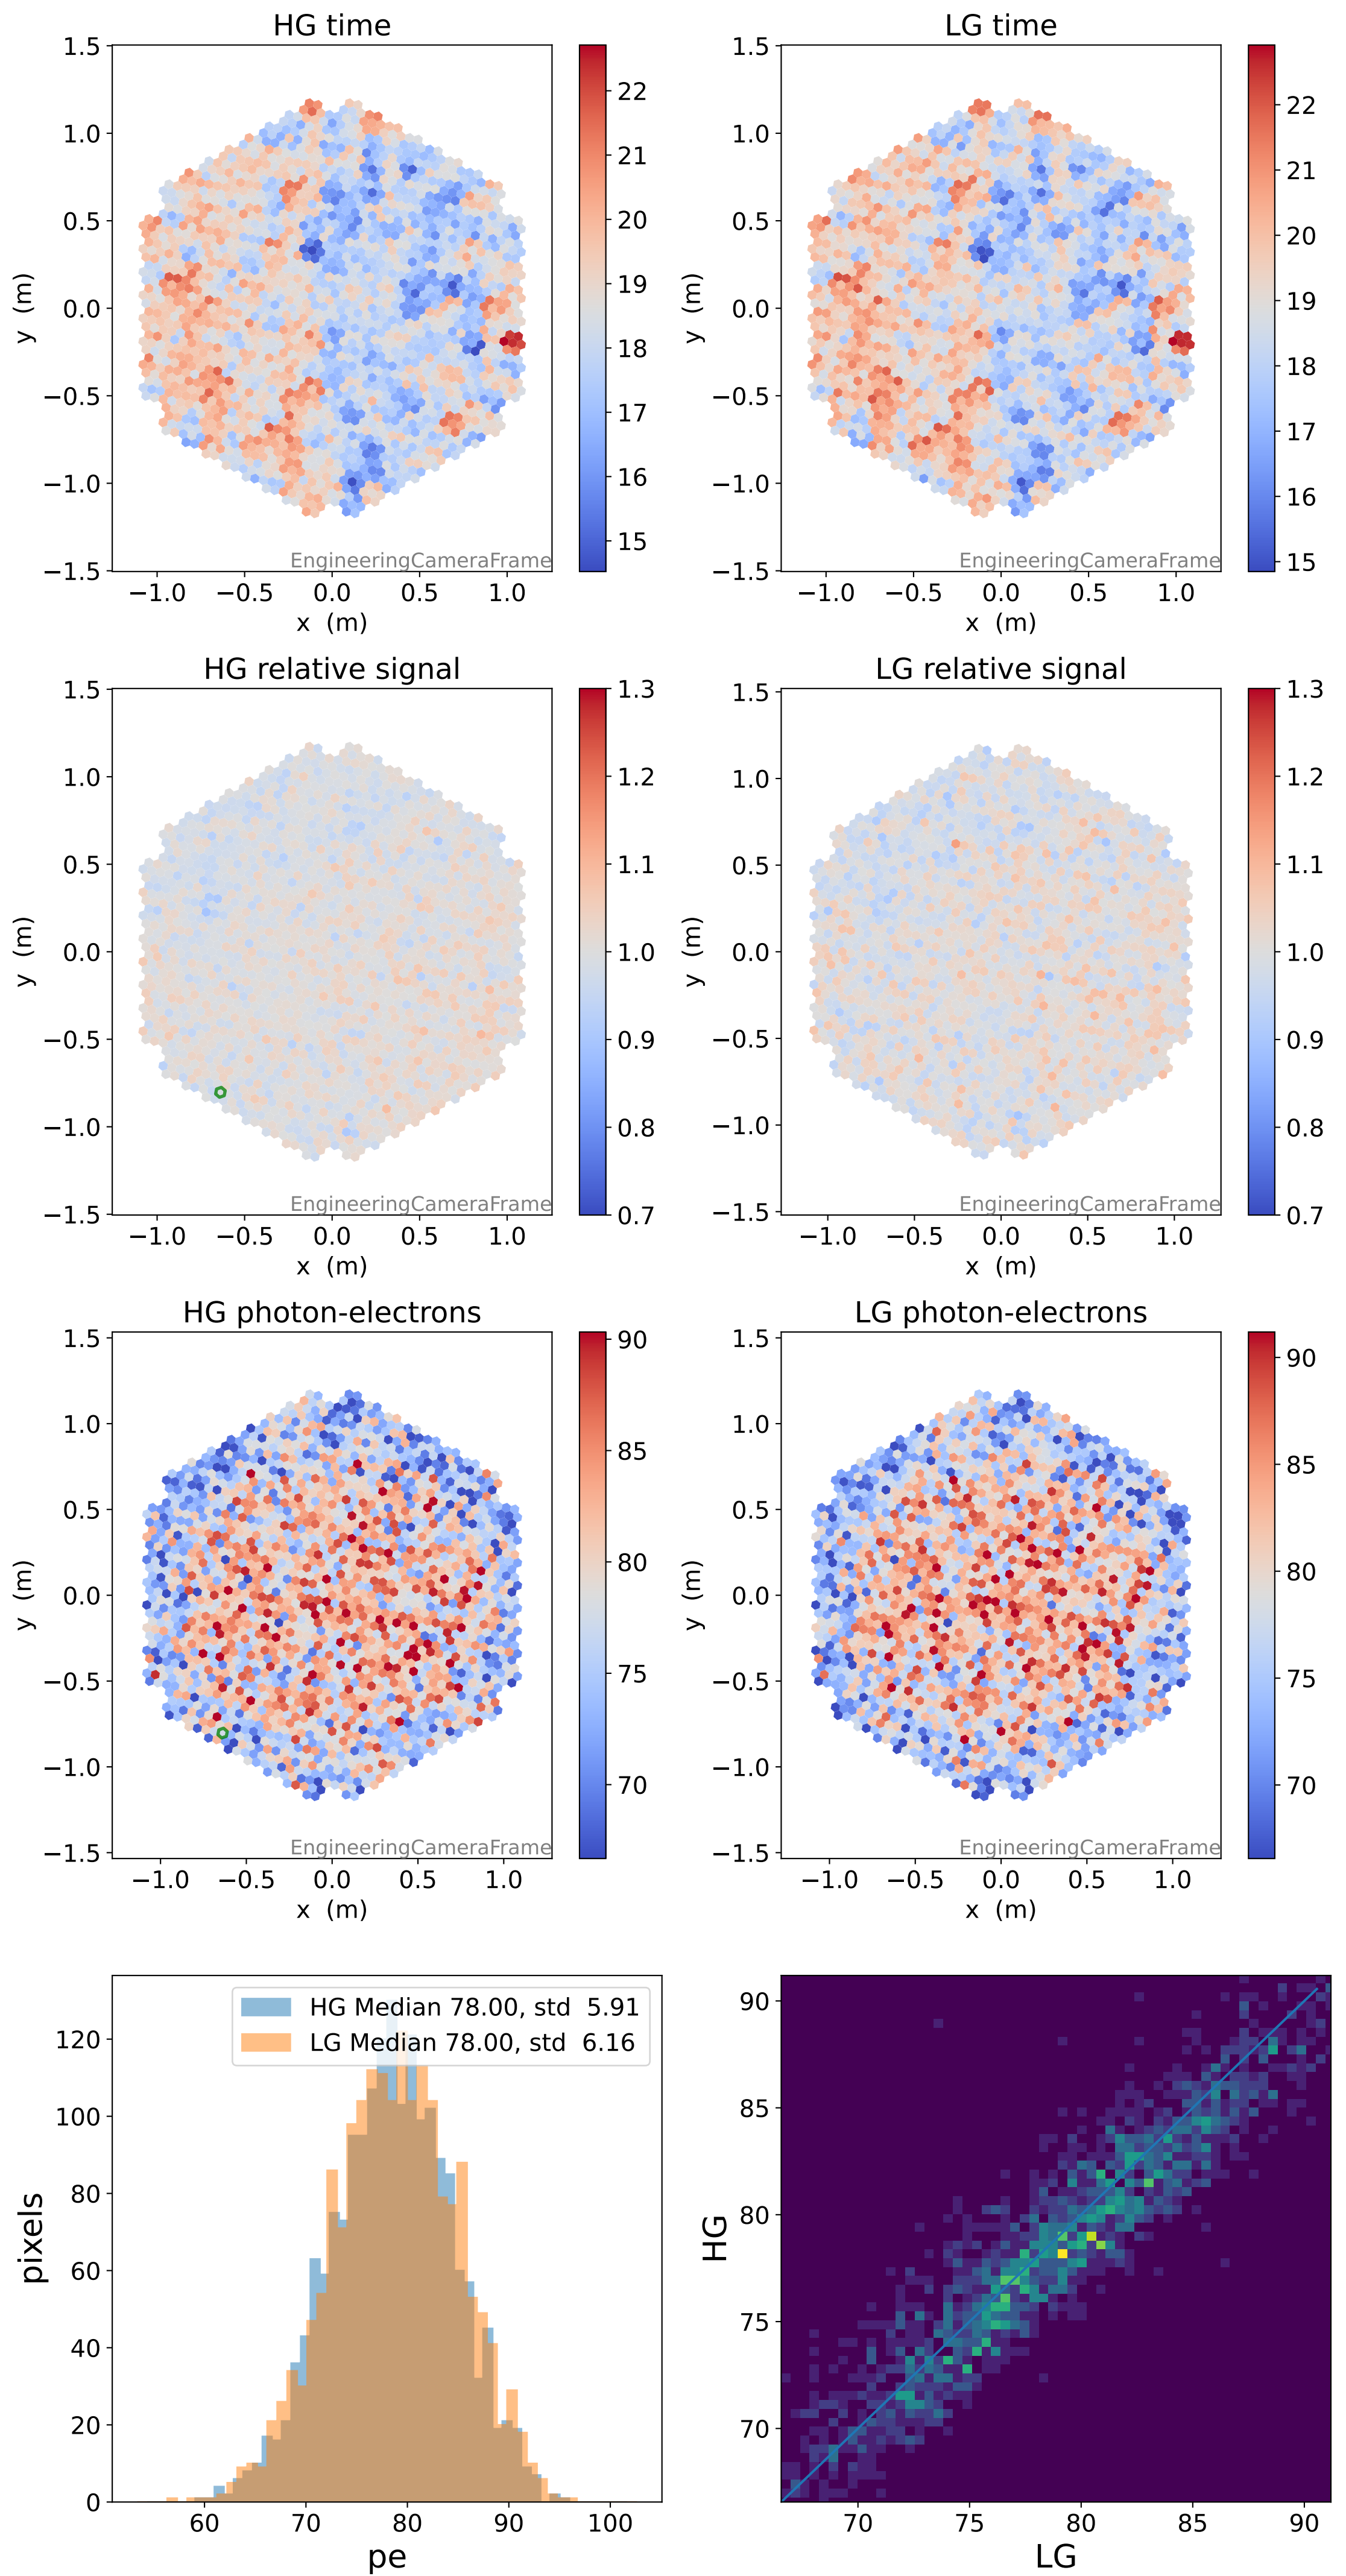 HG time
LG time
1.5
1.0
0.5
0.0
−0.5
−1.0
−1.5
y (m)
−1.0 −0.5 0.0 0.5 1.0
x (m)
EngineeringCameraFrame
22
21
20
19
18
17
16
15
1.5
1.0
0.5
0.0
−0.5
−1.0
−1.5
y (m)
−1.0 −0.5 0.0 0.5 1.0
x (m)
EngineeringCameraFrame
22
21
20
19
18
17
16
15
HG relative signal
LG relative signal
1.5
1.0
0.5
0.0
−0.5
−1.0
−1.5
y (m)
−1.0 −0.5 0.0 0.5 1.0
x (m)
EngineeringCameraFrame
1.3
1.2
1.1
1.0
0.9
0.8
0.7
1.5
1.0
0.5
0.0
−0.5
−1.0
−1.5
y (m)
−1.0 −0.5 0.0 0.5 1.0
x (m)
EngineeringCameraFrame
1.3
1.2
1.1
1.0
0.9
0.8
0.7
HG photon-electrons
LG photon-electrons
1.5
1.0
0.5
0.0
−0.5
−1.0
−1.5
y (m)
−1.0 −0.5 0.0 0.5 1.0
x (m)
EngineeringCameraFrame
90
85
80
75
70
1.5
1.0
0.5
0.0
−0.5
−1.0
−1.5
y (m)
−1.0 −0.5 0.0 0.5 1.0
x (m)
EngineeringCameraFrame
90
85
80
75
70
HG Median 78.00, std 5.91
LG Median 78.00, std 6.16
120
100
80
60
40
20
0
pixels
60 70 80 90 100
pe
90
85
80
75
70
HG
70 75 80 85 90
LG